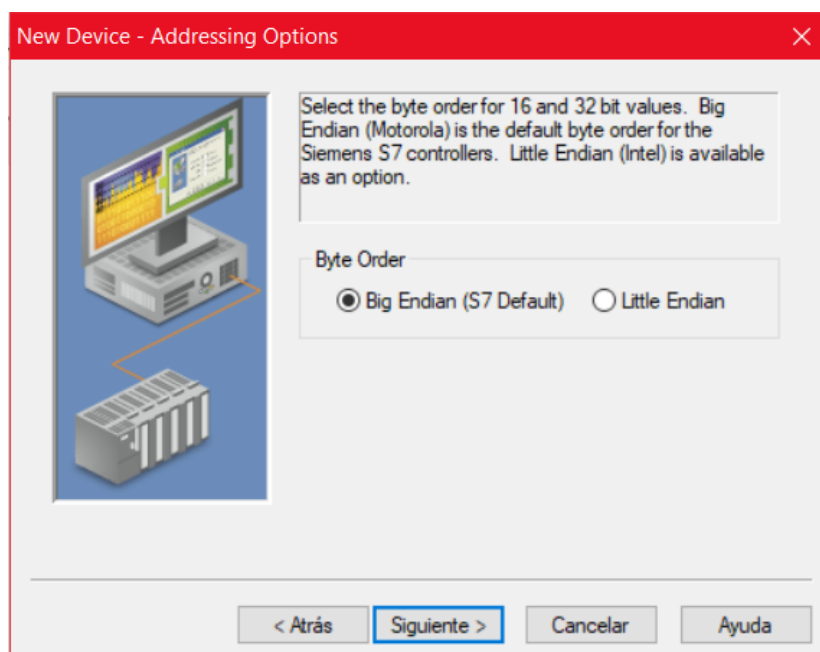 New Device - Addressing Options
Select the byte order for 16 and 32 bit values. Big
Endian (Motorola) is the default byte order for the
Siemens S7 controllers. Little Endian (Intel) is available
as an option.
Byte Order
Big Endian (S7 Default) Little Endian
< Atrás Siguiente > Cancelar Ayuda